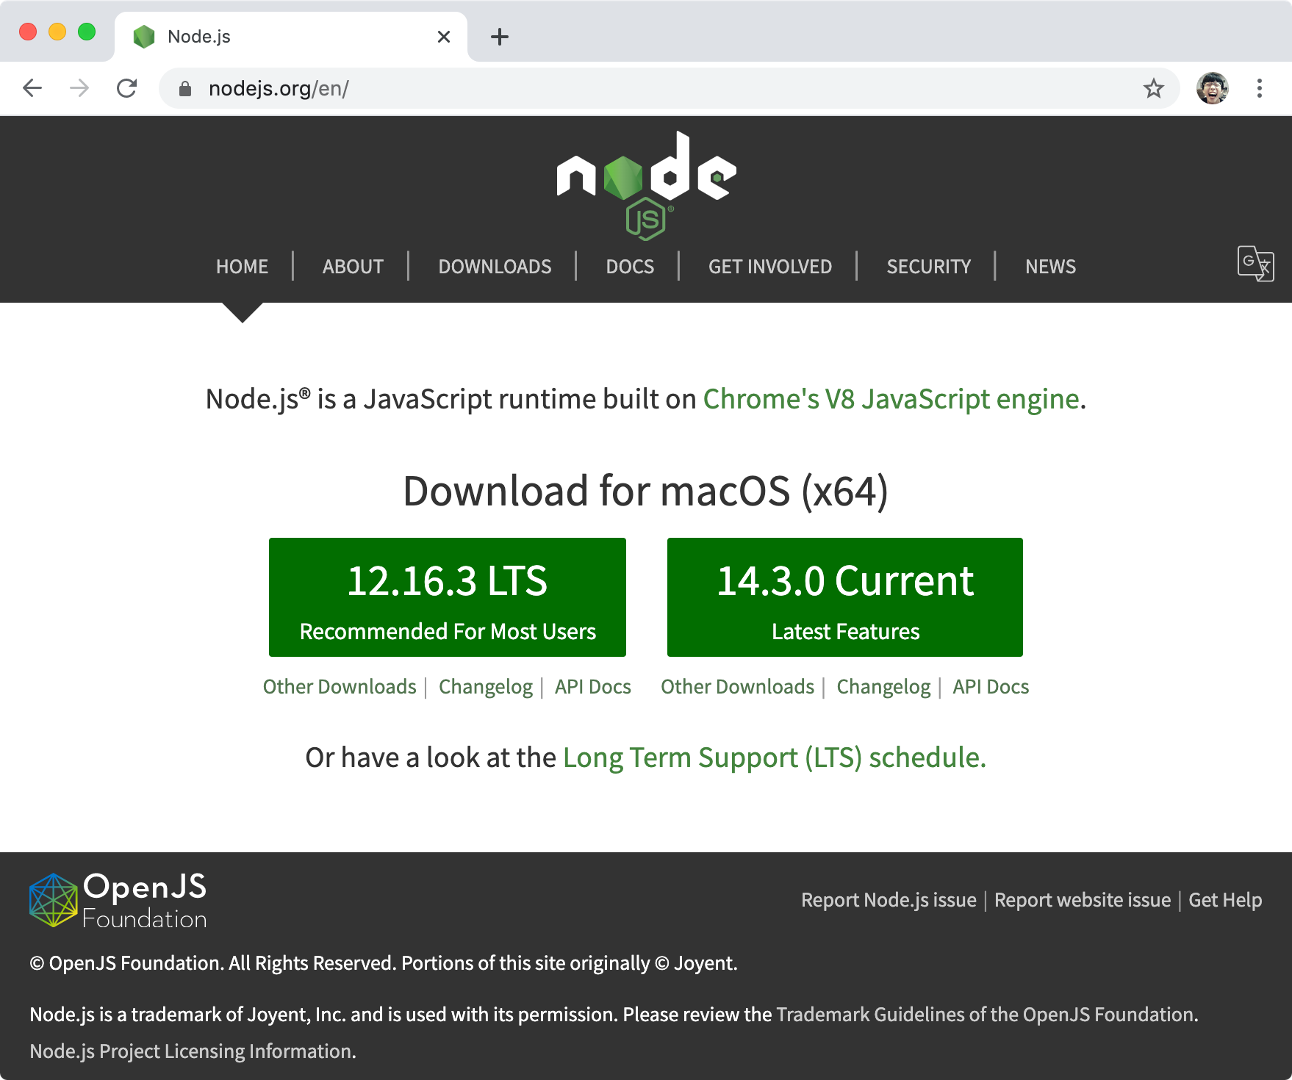 Node.js
nodejs.org/en/
node
JS®
HOME | ABOUT | DOWNLOADS | DOCS | GET INVOLVED | SECURITY | NEWS
G文
Node.js® is a JavaScript runtime built on Chrome's V8 JavaScript engine.
Download for macOS (x64)
12.16.3 LTS
Recommended For Most Users
14.3.0 Current
Latest Features
Other Downloads | Changelog | API Docs
Other Downloads | Changelog | API Docs
Or have a look at the Long Term Support (LTS) schedule.
OpenJS
Foundation
Report Node.js issue | Report website issue | Get Help
© OpenJS Foundation. All Rights Reserved. Portions of this site originally © Joyent.
Node.js is a trademark of Joyent, Inc. and is used with its permission. Please review the Trademark Guidelines of the OpenJS Foundation.
Node.js Project Licensing Information.